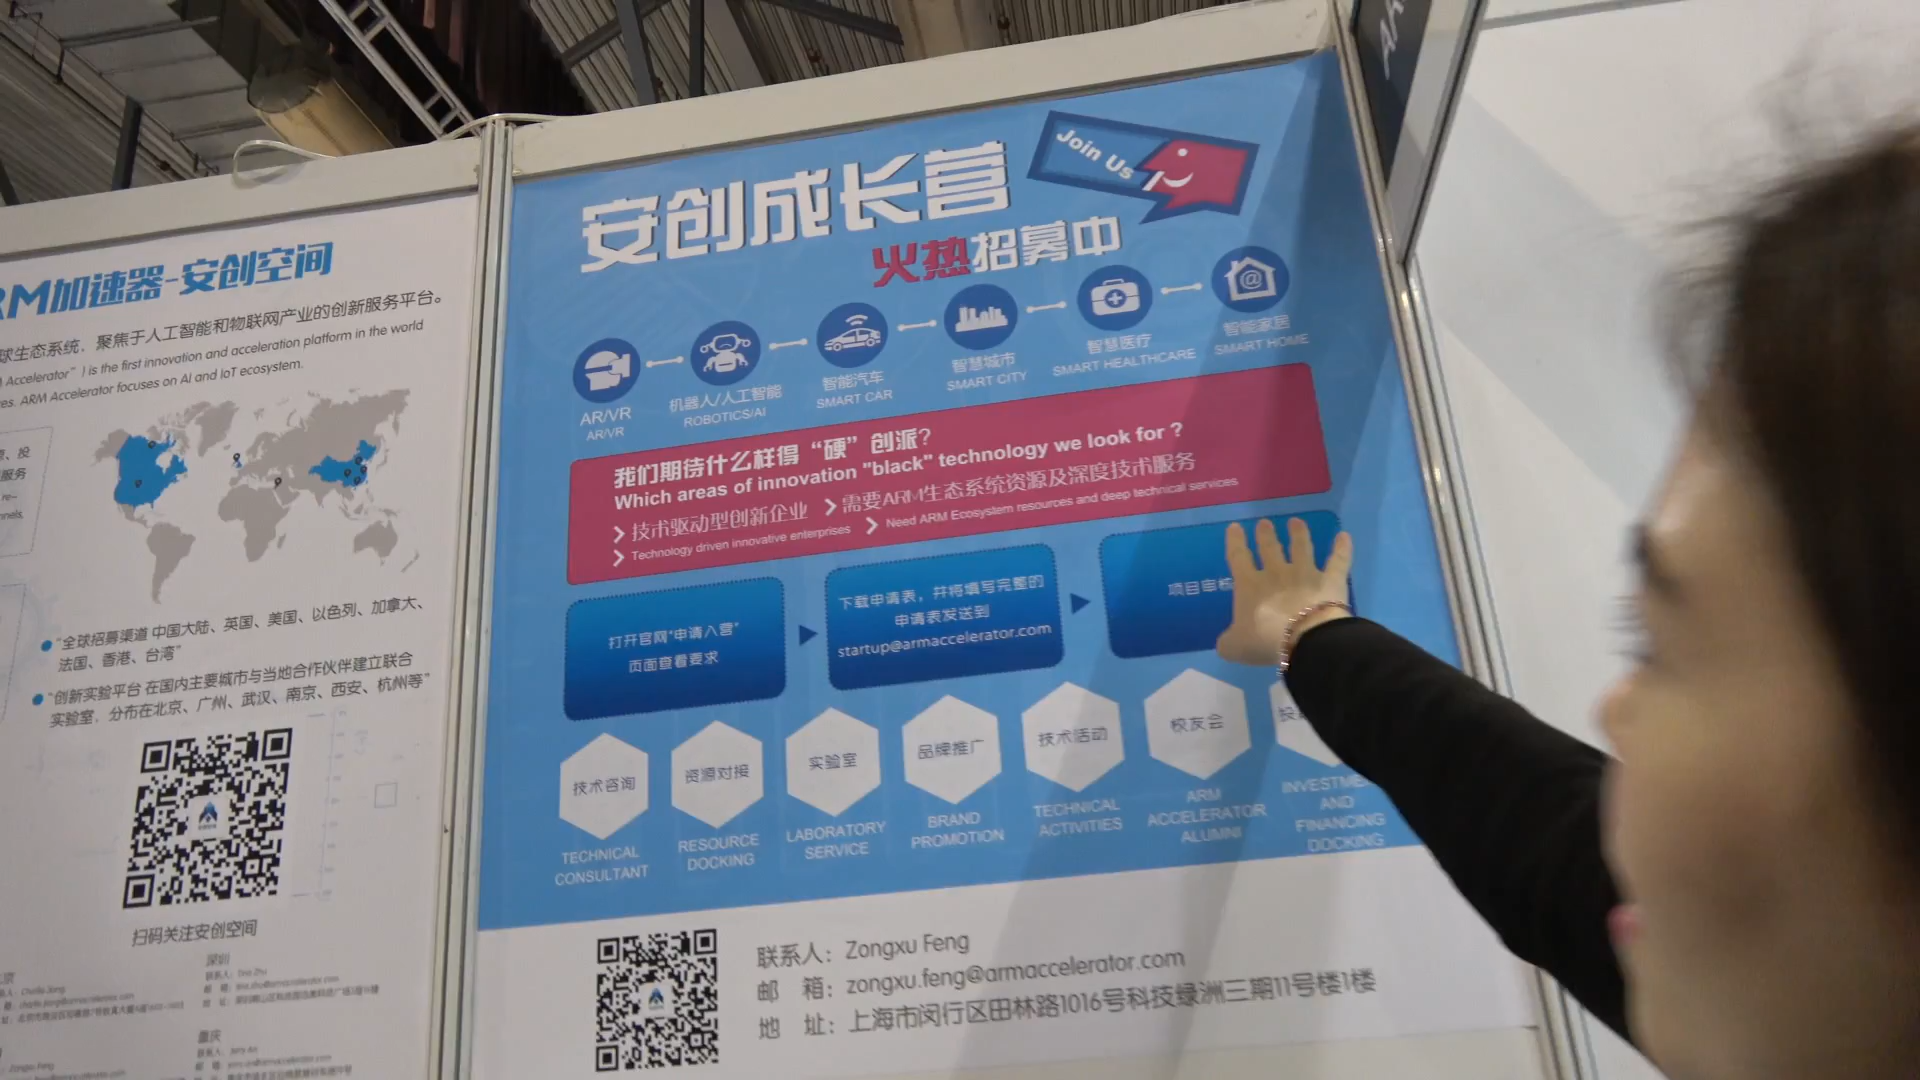 RM加速器-安创空间
球生态系统，聚焦于人工智能和物联网产业的创新服务平台。
Accelerator" ) is the first innovation and acceleration platform in the world
ARM Accelerator focuses on AI and IoT ecosystem.
服务
"全球招募渠道 中国大陆、英国、美国、以色列、加拿大、
法国、香港、台湾"
"创新实验平台 在国内主要城市与当地合作伙伴建立联合
实验室，分布在北京、广州、武汉、南京、西安、杭州等"
扫码关注安创空间
深圳
重庆
安创成长营
Join Us
火热招募中
AR/VR
AR/VR
机器人/人工智能
ROBOTICS/AI
智能汽车
SMART CAR
智慧城市
SMART CITY
智慧医疗
SMART HEALTHCARE
智能家居
SMART HOME
我们期待什么样得“硬”创派?
Which areas of innovation "black" technology we look for ?
技术驱动型创新企业 需要ARM生态系统资源及深度技术服务
Technology driven innovative enterprises Need ARM Ecosystem resources and deep technical services
打开官网"申请入营"
页面查看要求
下载申请表，并将填写完整的
申请表发送到
startup@armaccelerator.com
项目审核
技术咨询
TECHNICAL
CONSULTANT
资源对接
RESOURCE
DOCKING
实验室
LABORATORY
SERVICE
品牌推广
BRAND
PROMOTION
技术活动
TECHNICAL
ACTIVITIES
校友会
ARM
ACCELERATOR
ALUMNI
INVESTME
AND
FINANCING
DOCKING
联系人：Zongxu Feng
邮 箱：zongxu.feng@armaccelerator.com
地 址：上海市闵行区田林路1016号科技绿洲三期11号楼1楼